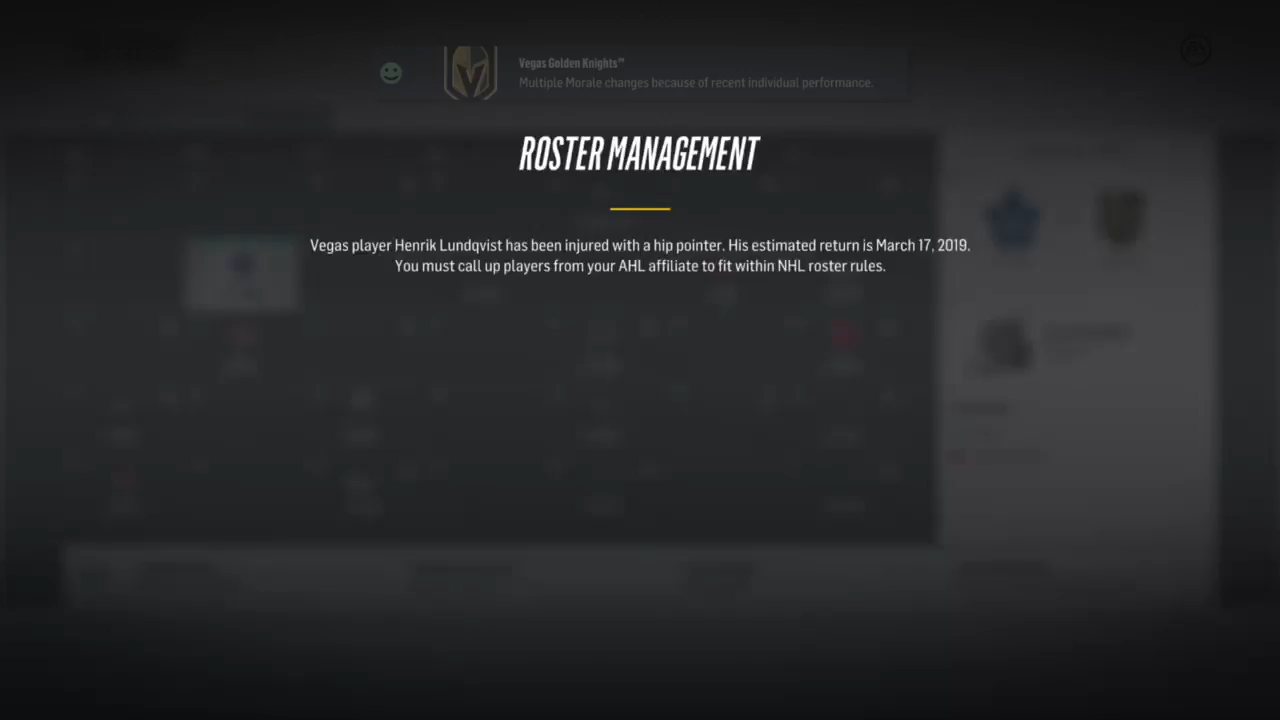 Vegas Golden Knights™
Multiple Morale changes because of recent individual performance.
ROSTER MANAGEMENT
Vegas player Henrik Lundqvist has been injured with a hip pointer. His estimated return is March 17, 2019.
You must call up players from your AHL affiliate to fit within NHL roster rules.